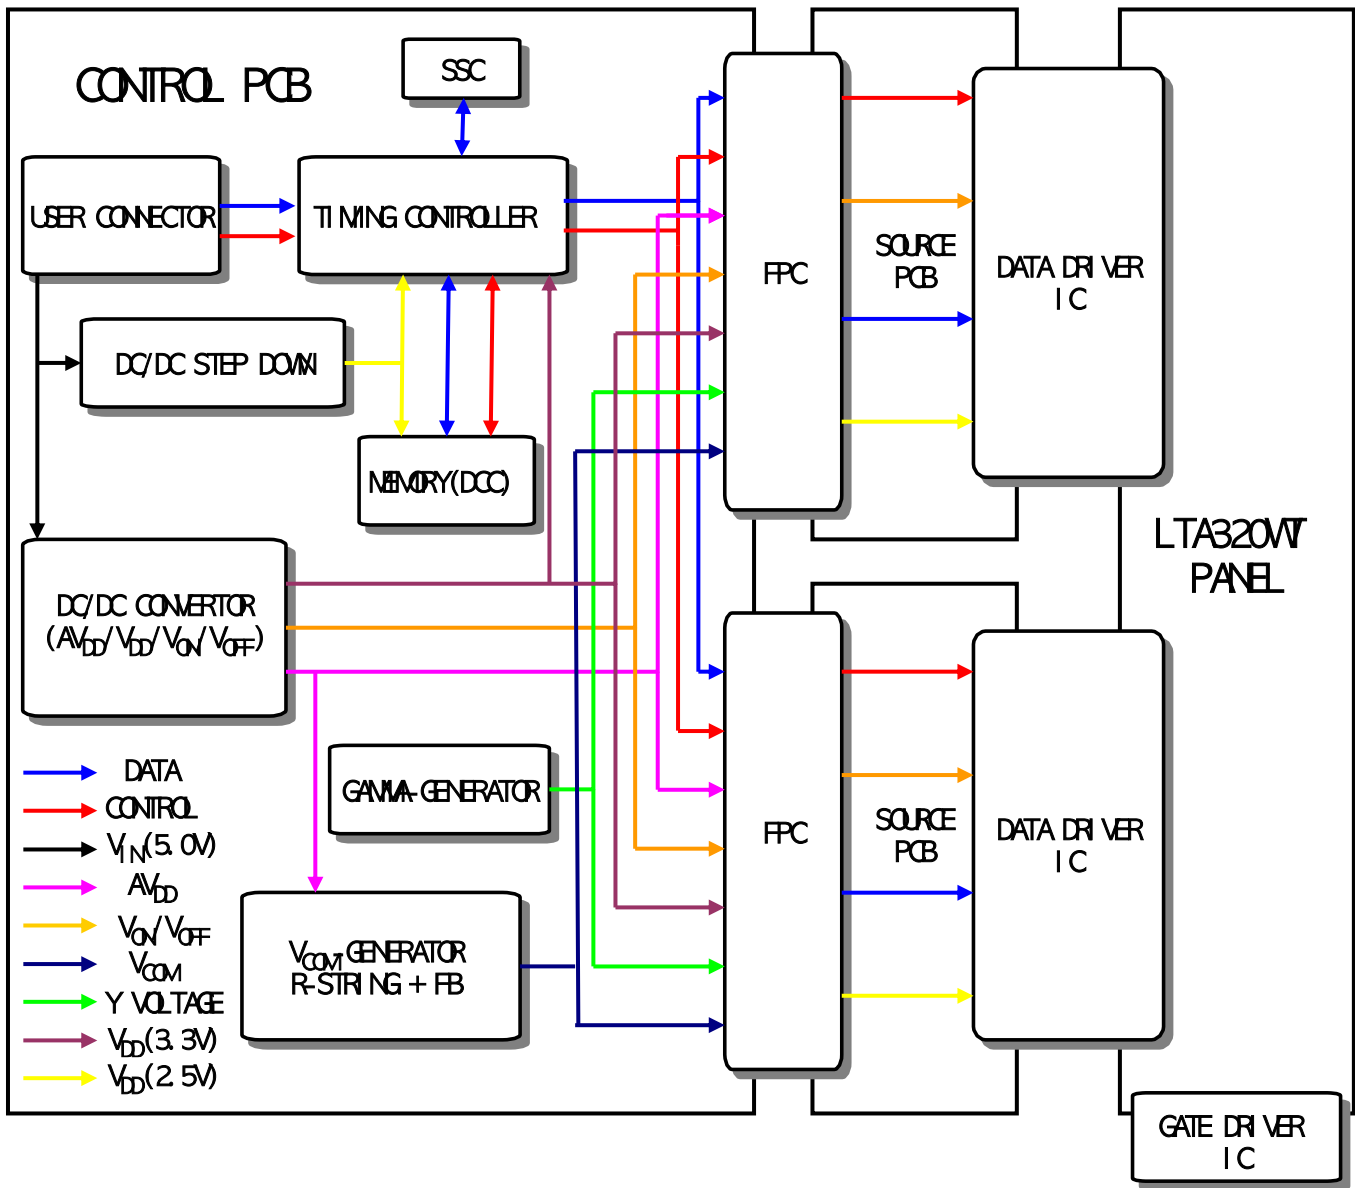 CONTROL PCB
SSC
USER CONNECTOR
TIMING CONTROLLER
DC/DC STEP DOWN
MEMORY(DCC)
DC/DC CONVERTOR
(AVDD/VDD/VON/VOFF)
GAMMA-GENERATOR
VCOM-GENERATOR
R-STRING + FB
DATA
CONTROL
VIN(5.0V)
AVDD
VON/VOFF
VCOM
Y VOLTAGE
VDD(3.3V)
VDD(2.5V)
FPC
SOURCE
PCB
DATA DRIVER
IC
FPC
SOURCE
PCB
DATA DRIVER
IC
LTA320WT
PANEL
GATE DRIVER
IC